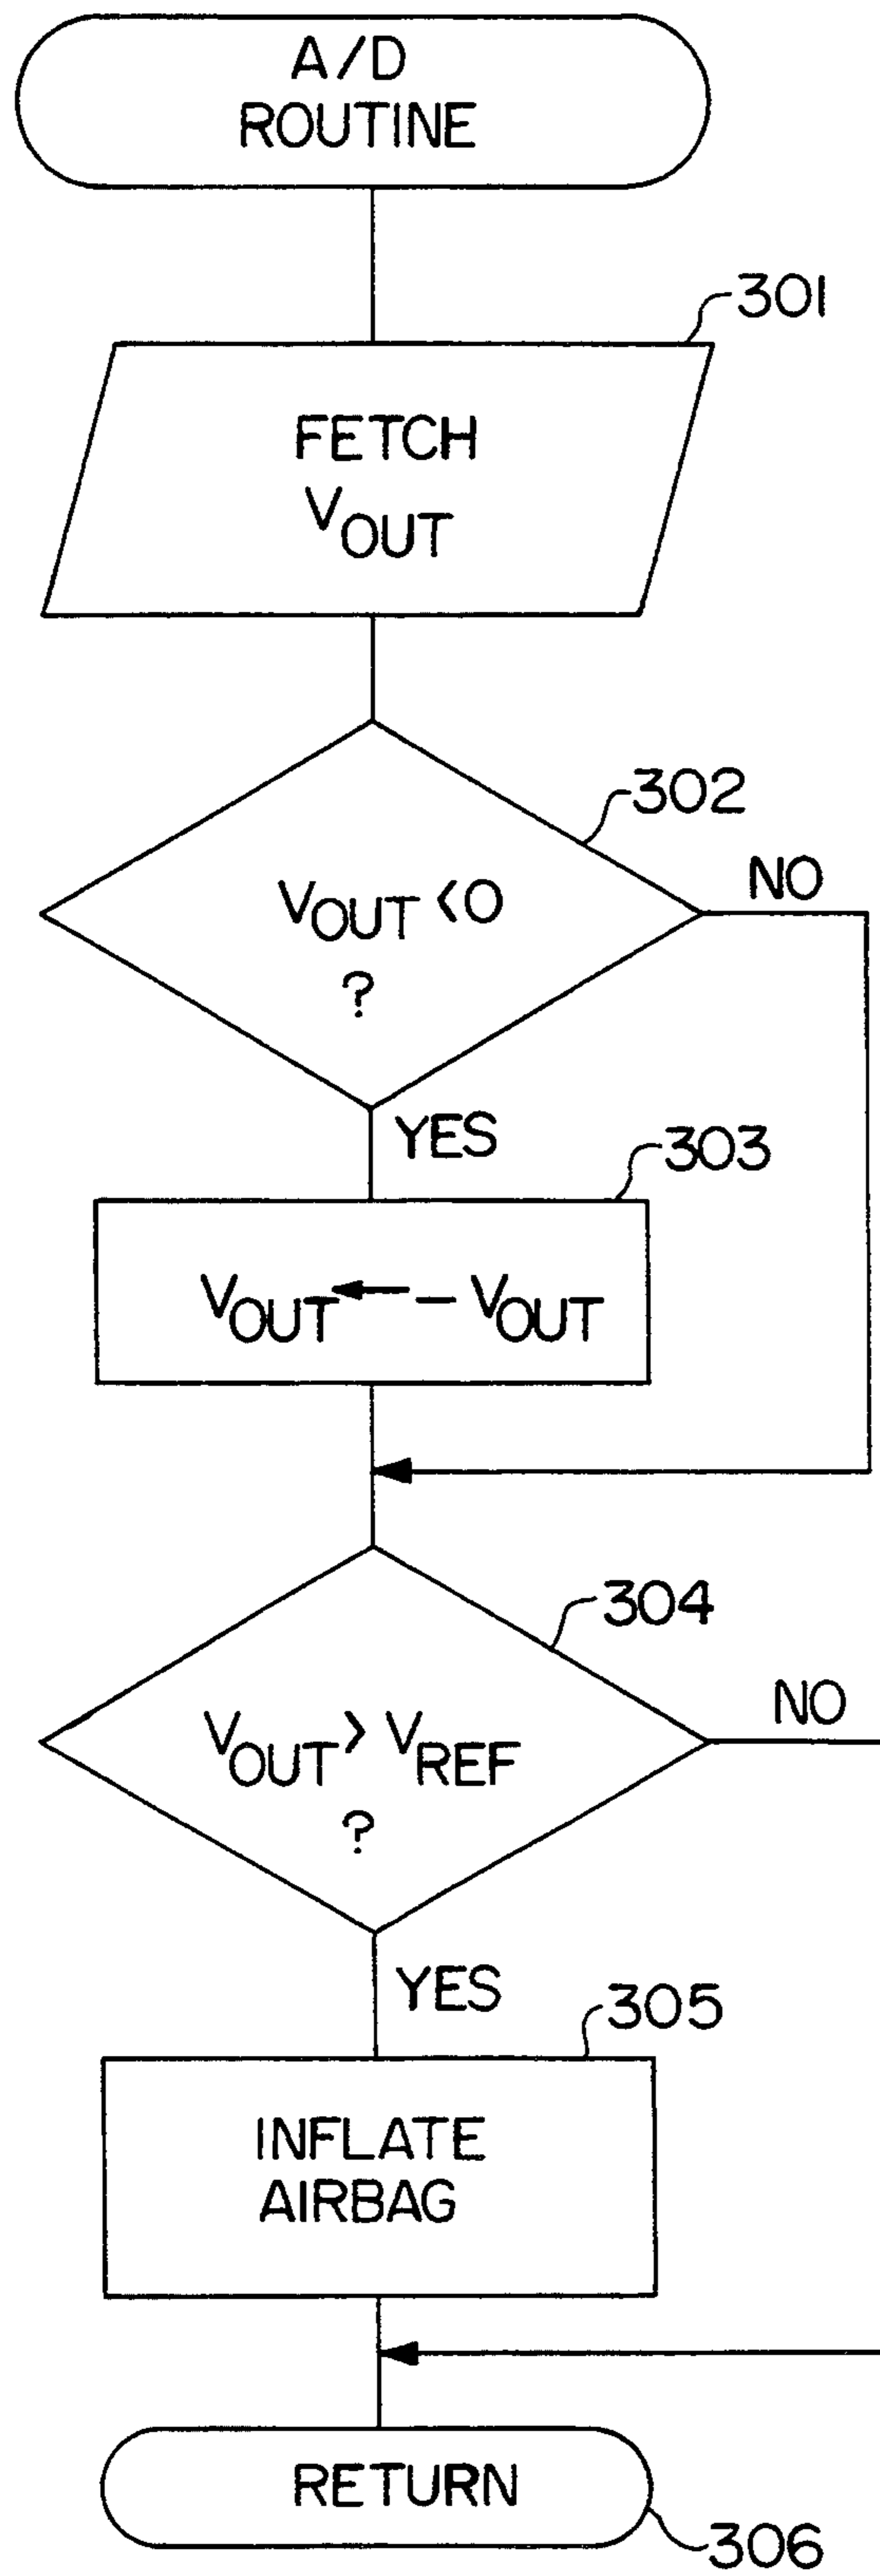 A/D
ROUTINE
301
FETCH
VOUT
302
VOUT <0
?
NO
YES
303
VOUT ← – VOUT
304
VOUT > VREF
?
NO
YES
305
INFLATE
AIRBAG
RETURN
306